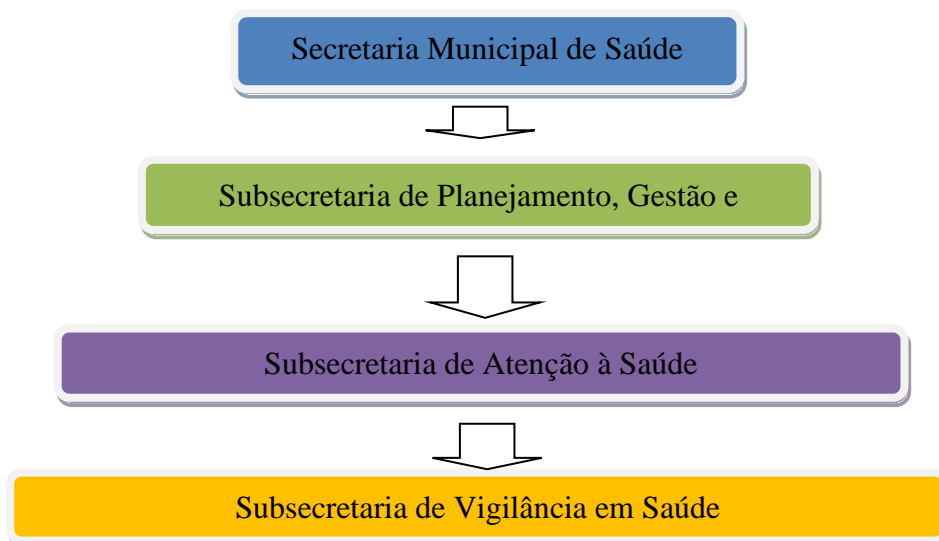 Secretaria Municipal de Saúde
Subsecretaria de Planejamento, Gestão e
Subsecretaria de Atenção à Saúde
Subsecretaria de Vigilância em Saúde